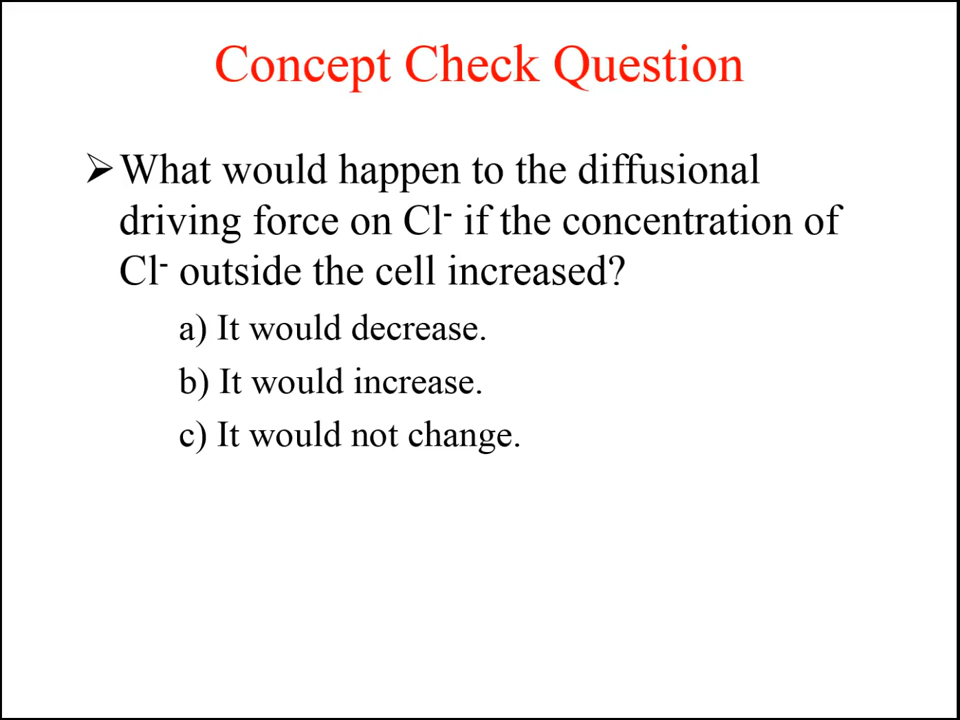 Concept Check Question
➢What would happen to the diffusional
driving force on Cl⁻ if the concentration of
Cl⁻ outside the cell increased?
a) It would decrease.
b) It would increase.
c) It would not change.